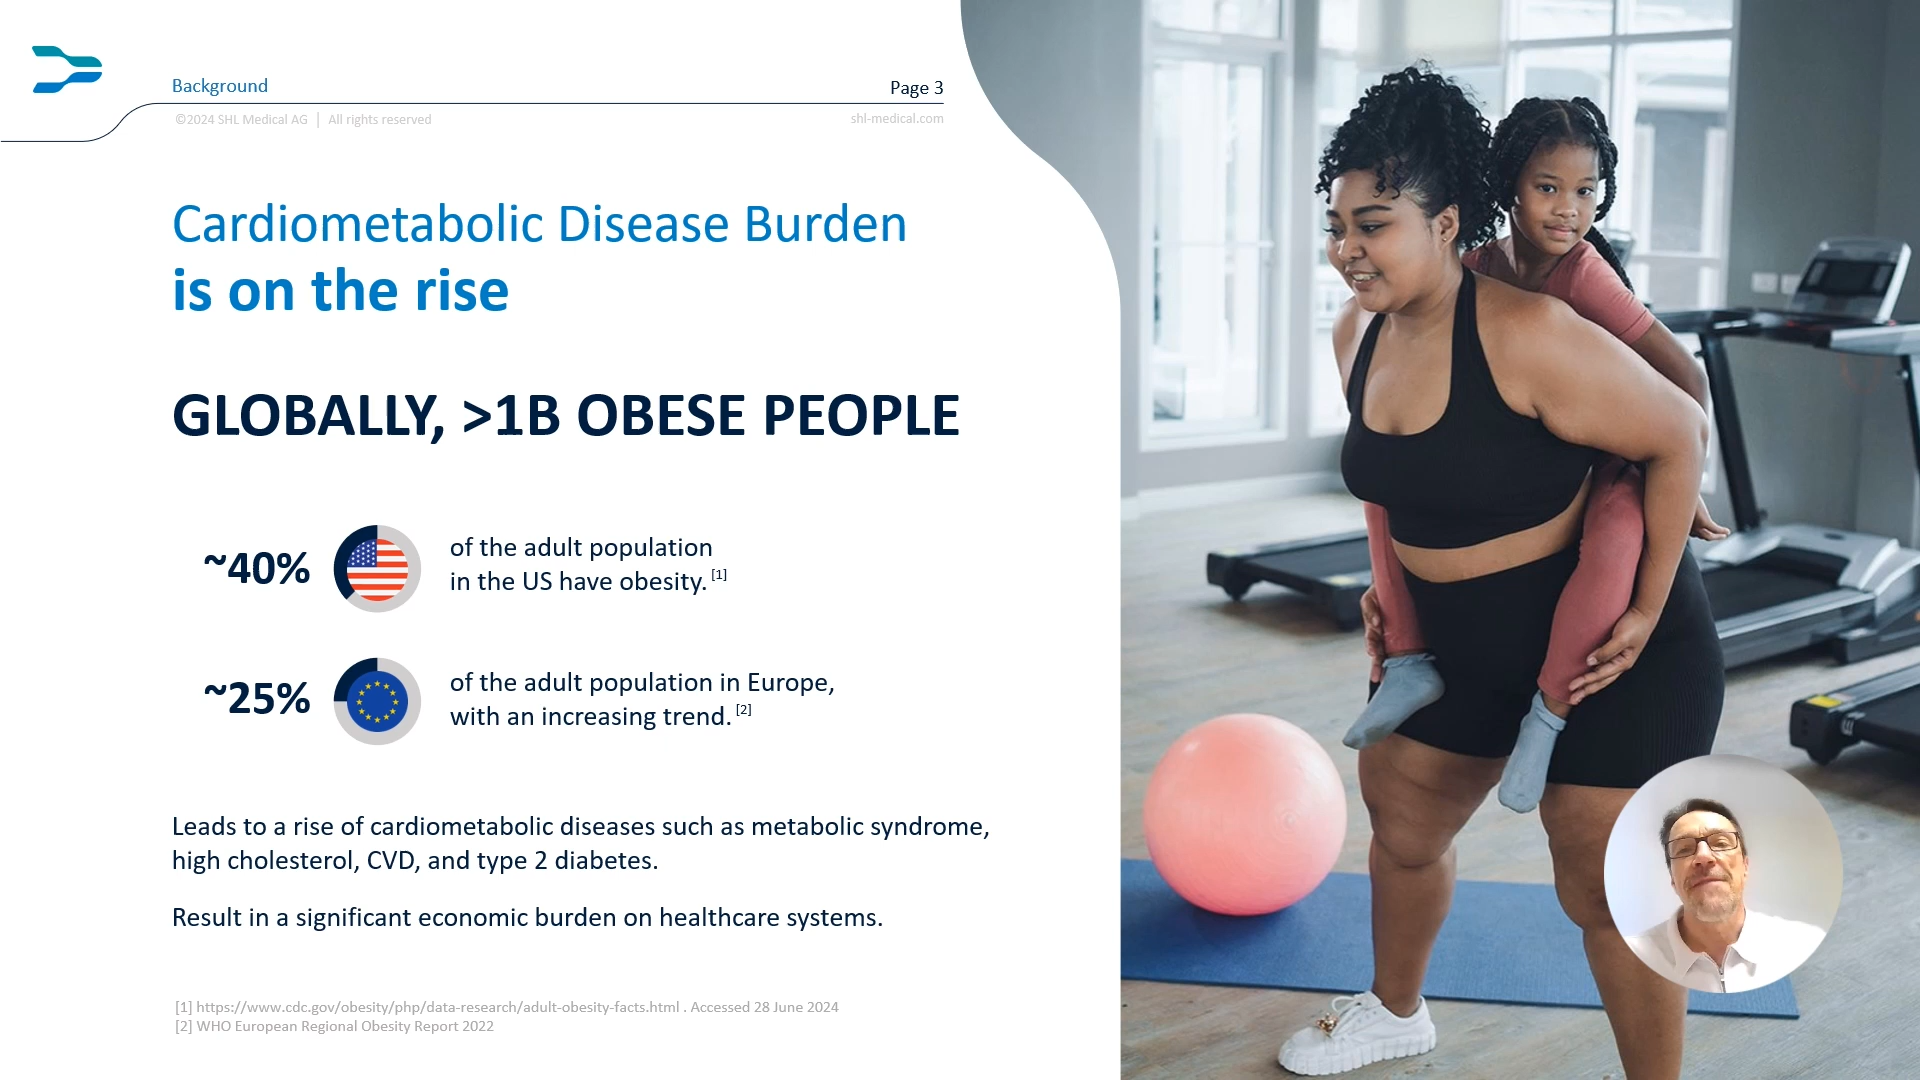 Background
Page 3
©2024 SHL Medical AG | All rights reserved
shl-medical.com
Cardiometabolic Disease Burden
is on the rise
GLOBALLY, >1B OBESE PEOPLE
~40%
of the adult population
in the US have obesity. [1]
~25%
of the adult population in Europe,
with an increasing trend. [2]
Leads to a rise of cardiometabolic diseases such as metabolic syndrome,
high cholesterol, CVD, and type 2 diabetes.
Result in a significant economic burden on healthcare systems.
[1] https://www.cdc.gov/obesity/php/data-research/adult-obesity-facts.html . Accessed 28 June 2024
[2] WHO European Regional Obesity Report 2022